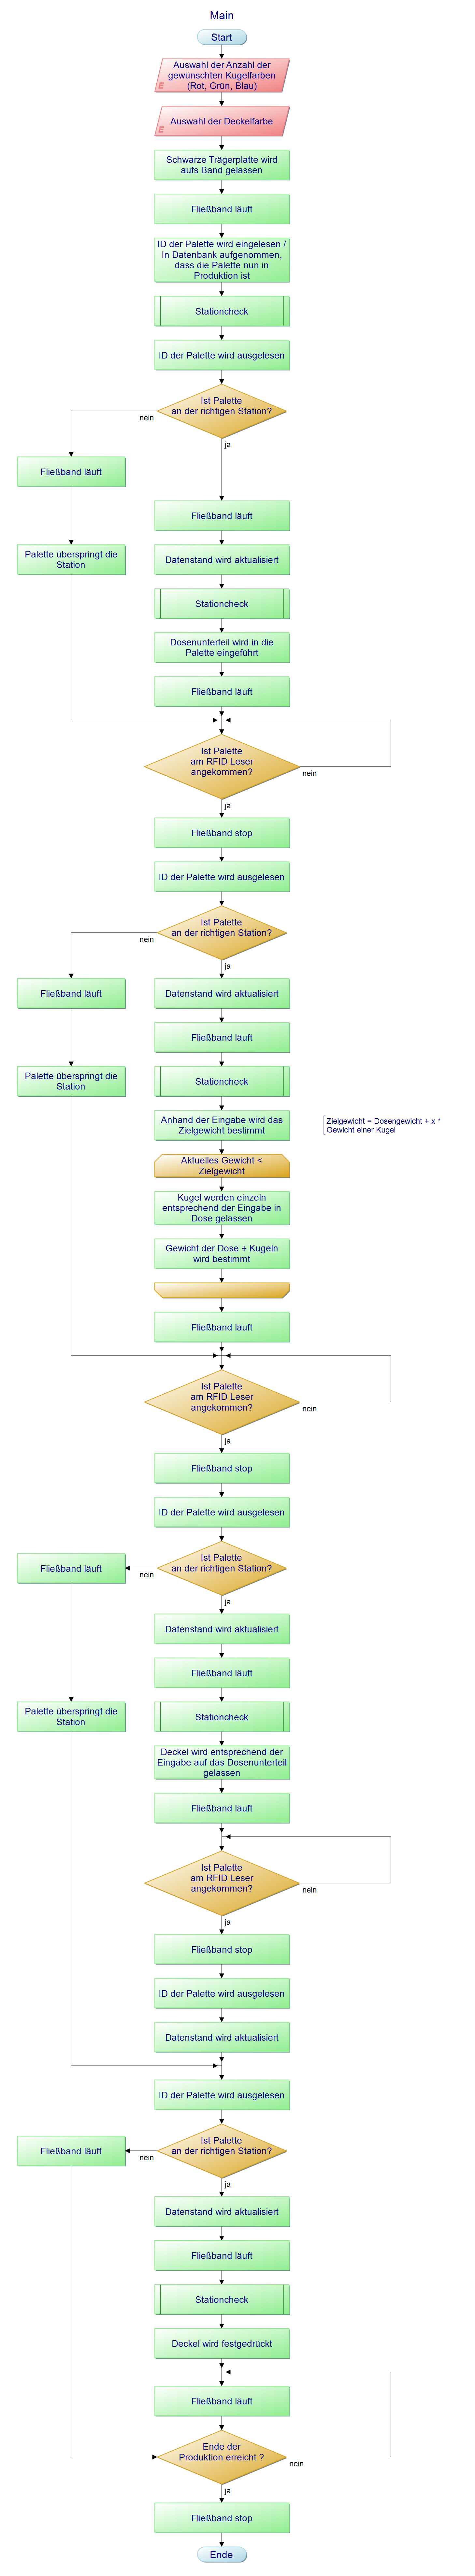 Main
Start
Auswahl der Anzahl der
gewünschten Kugelfarben
(Rot, Grün, Blau)
E
Auswahl der Deckelfarbe
E
Schwarze Trägerplatte wird
aufs Band gelassen
Fließband läuft
ID der Palette wird eingelesen /
In Datenbank aufgenommen,
dass die Palette nun in
Produktion ist
Stationcheck
ID der Palette wird ausgelesen
Ist Palette
an der richtigen Station?
nein
ja
Fließband läuft
Palette überspringt die
Station
Fließband läuft
Datenstand wird aktualisiert
Stationcheck
Dosenunterteil wird in die
Palette eingeführt
Fließband läuft
Ist Palette
am RFID Leser
angekommen?
nein
ja
Fließband stop
ID der Palette wird ausgelesen
Ist Palette
an der richtigen Station?
nein
ja
Fließband läuft
Palette überspringt die
Station
Datenstand wird aktualisiert
Fließband läuft
Stationcheck
Anhand der Eingabe wird das
Zielgewicht bestimmt
Zielgewicht = Dosengewicht + x *
Gewicht einer Kugel
Aktuelles Gewicht <
Zielgewicht
Kugel werden einzeln
entsprechend der Eingabe in
Dose gelassen
Gewicht der Dose + Kugeln
wird bestimmt
Fließband läuft
Ist Palette
am RFID Leser
angekommen?
nein
ja
Fließband stop
ID der Palette wird ausgelesen
Ist Palette
an der richtigen Station?
nein
ja
Fließband läuft
Palette überspringt die
Station
Datenstand wird aktualisiert
Fließband läuft
Stationcheck
Deckel wird entsprechend der
Eingabe auf das Dosenunterteil
gelassen
Fließband läuft
Ist Palette
am RFID Leser
angekommen?
nein
ja
Fließband stop
ID der Palette wird ausgelesen
Datenstand wird aktualisiert
ID der Palette wird ausgelesen
Ist Palette
an der richtigen Station?
nein
ja
Fließband läuft
Datenstand wird aktualisiert
Fließband läuft
Stationcheck
Deckel wird festgedrückt
Fließband läuft
Ende der
Produktion erreicht ?
nein
ja
Fließband stop
Ende